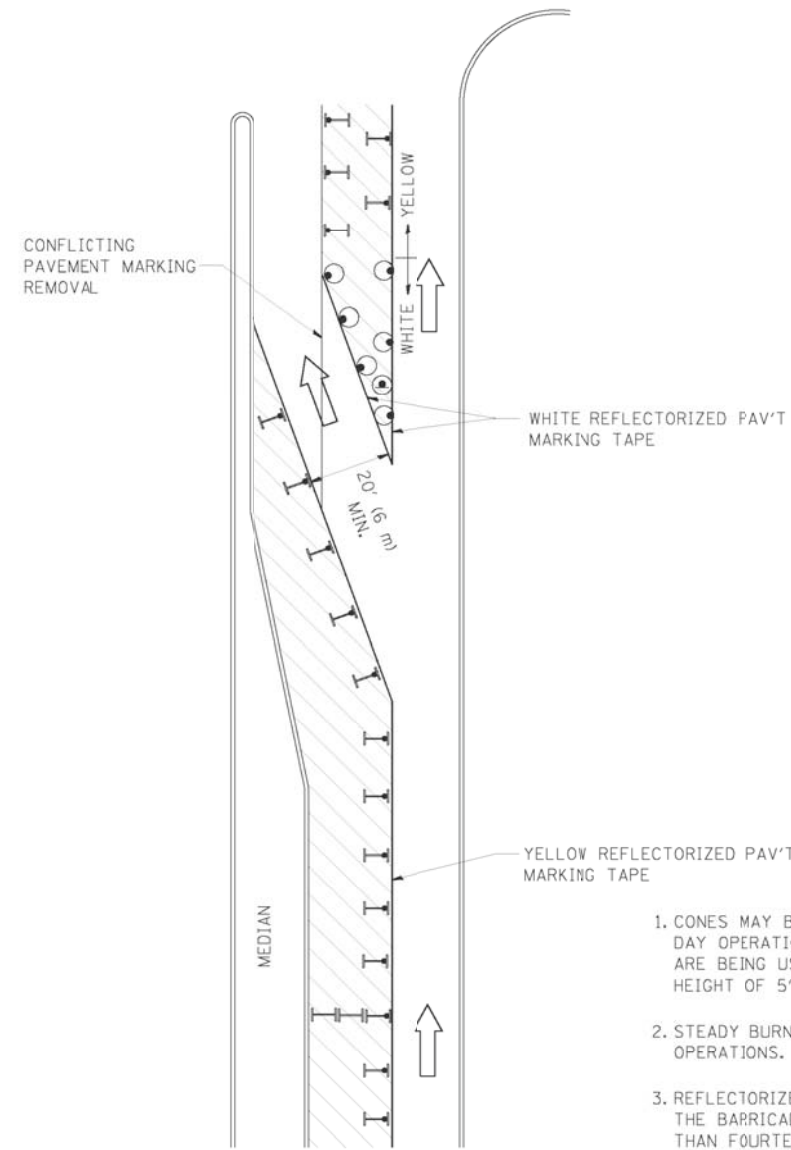 YELLOW
WHITE
CONFLICTING
PAVEMENT MARKING
REMOVAL
WHITE REFLECTORIZED PAV'T
MARKING TAPE
20' (6 m)
MIN.
YELLOW REFLECTORIZED PAV'T
MARKING TAPE
MEDIAN
1. CONES MAY B
DAY OPERATI
ARE BEING US
HEIGHT OF 5'
2. STEADY BURN
OPERATIONS.
3. REFLECTORIZE
THE BARRICA
THAN FOURTE